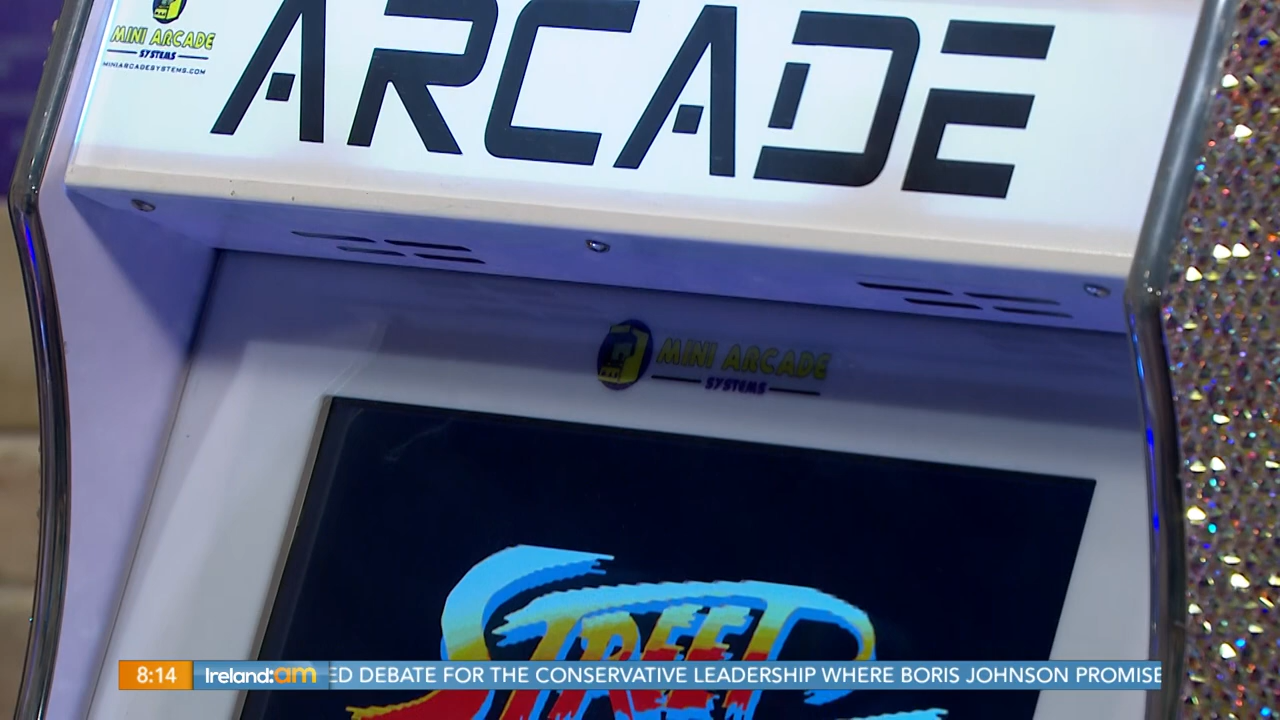 MINI ARCADE
SYSTEMS
MINIARCADESYSTEMS.COM
ARCADE
MINI ARCADE
SYSTEMS
STREET
8:14 Ireland:am ED DEBATE FOR THE CONSERVATIVE LEADERSHIP WHERE BORIS JOHNSON PROMISE